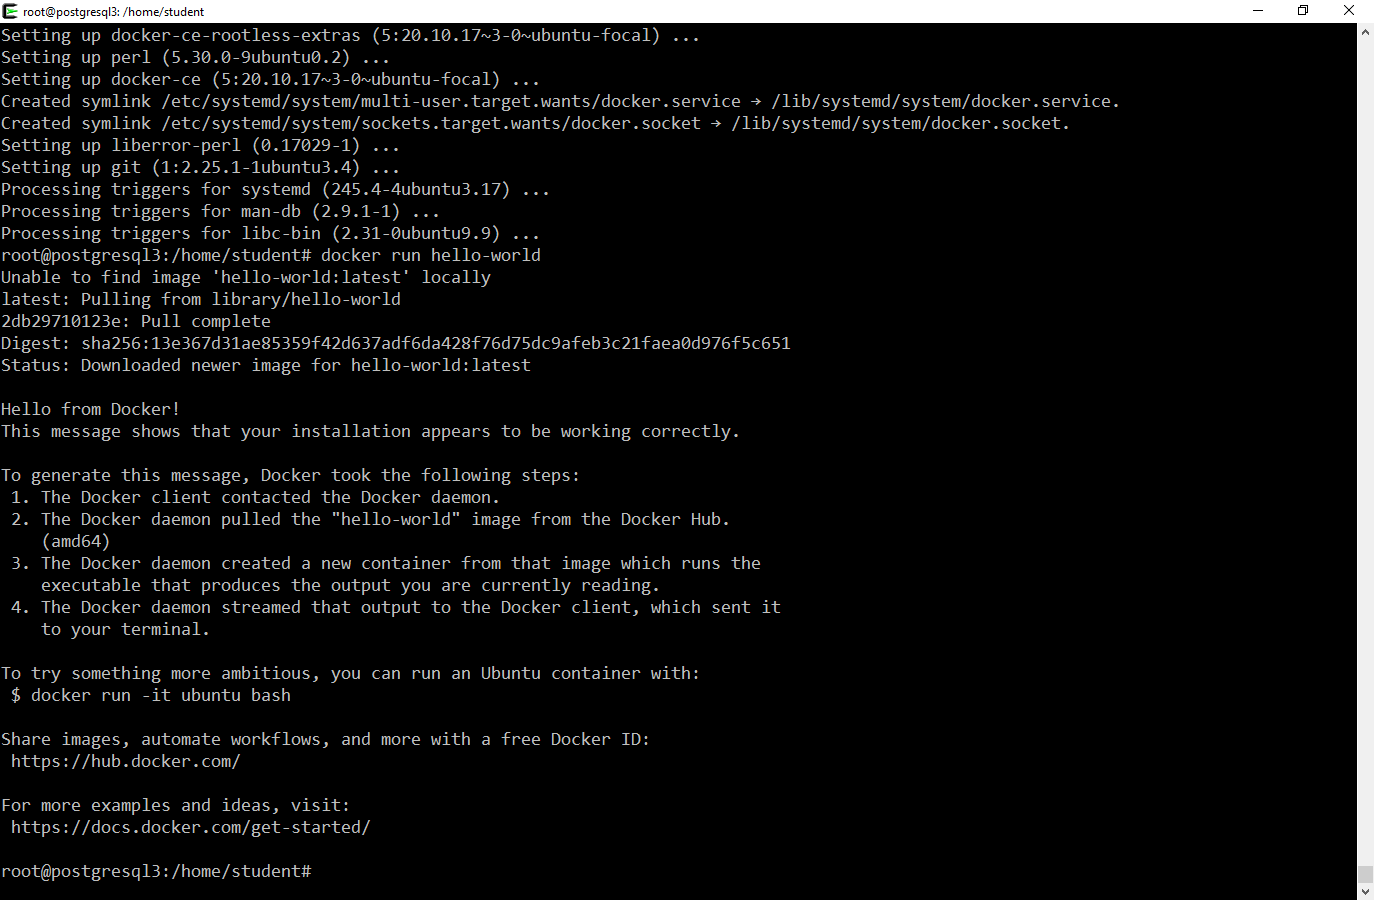 root@postgresql3: /home/student
Setting up docker-ce-rootless-extras (5:20.10.17~3-0~ubuntu-focal) ...
Setting up perl (5.30.0-9ubuntu0.2) ...
Setting up docker-ce (5:20.10.17~3-0~ubuntu-focal) ...
Created symlink /etc/systemd/system/multi-user.target.wants/docker.service → /lib/systemd/system/docker.service.
Created symlink /etc/systemd/system/sockets.target.wants/docker.socket → /lib/systemd/system/docker.socket.
Setting up liberror-perl (0.17029-1) ...
Setting up git (1:2.25.1-1ubuntu3.4) ...
Processing triggers for systemd (245.4-4ubuntu3.17) ...
Processing triggers for man-db (2.9.1-1) ...
Processing triggers for libc-bin (2.31-0ubuntu9.9) ...
root@postgresql3:/home/student# docker run hello-world
Unable to find image 'hello-world:latest' locally
latest: Pulling from library/hello-world
2db29710123e: Pull complete
Digest: sha256:13e367d31ae85359f42d637adf6da428f76d75dc9afeb3c21faea0d976f5c651
Status: Downloaded newer image for hello-world:latest

Hello from Docker!
This message shows that your installation appears to be working correctly.

To generate this message, Docker took the following steps:
 1. The Docker client contacted the Docker daemon.
 2. The Docker daemon pulled the "hello-world" image from the Docker Hub.
    (amd64)
 3. The Docker daemon created a new container from that image which runs the
    executable that produces the output you are currently reading.
 4. The Docker daemon streamed that output to the Docker client, which sent it
    to your terminal.

To try something more ambitious, you can run an Ubuntu container with:
 $ docker run -it ubuntu bash

Share images, automate workflows, and more with a free Docker ID:
 https://hub.docker.com/

For more examples and ideas, visit:
 https://docs.docker.com/get-started/

root@postgresql3:/home/student#